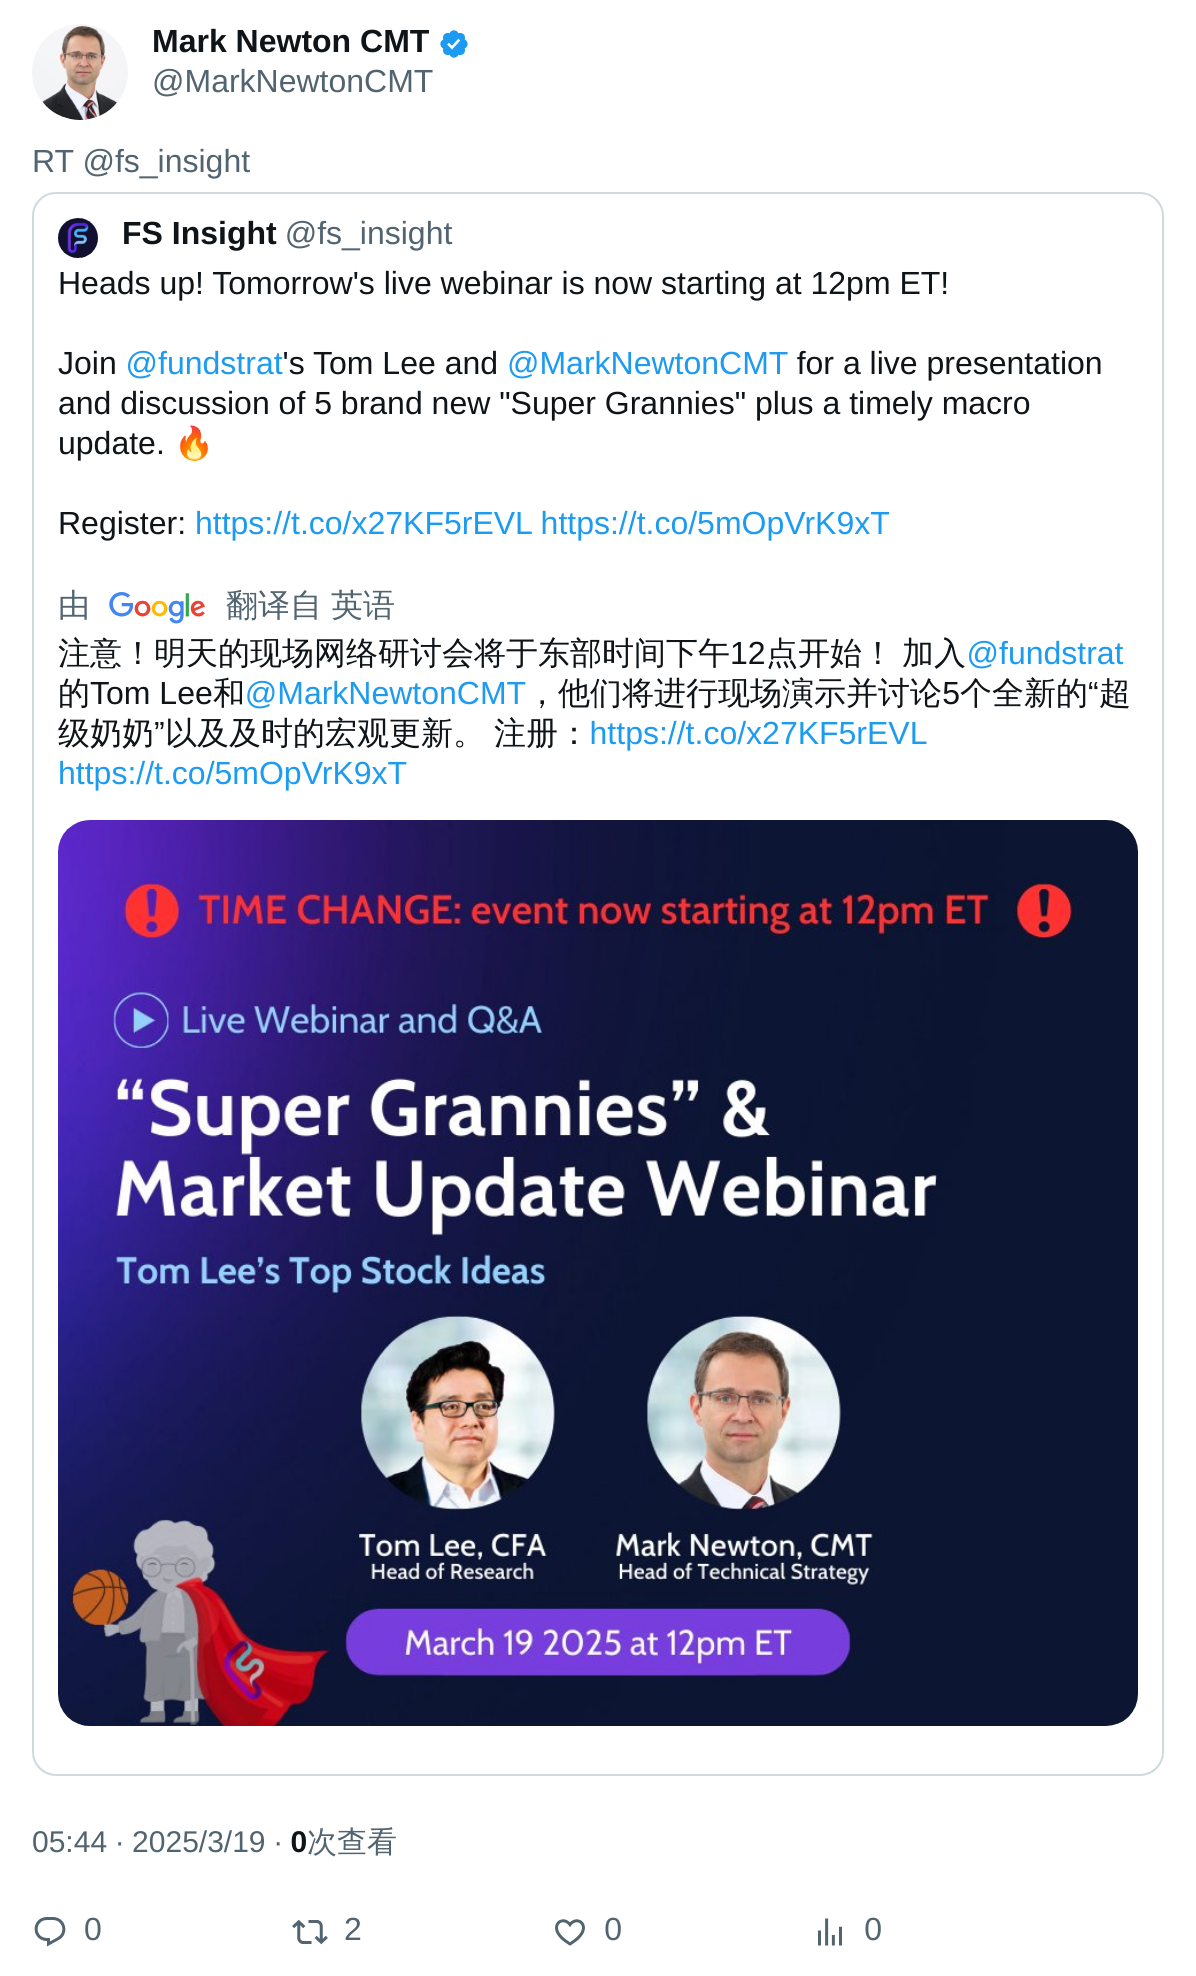 Mark Newton CMT
@MarkNewtonCMT
RT @fs_insight
FS Insight @fs_insight
Heads up! Tomorrow's live webinar is now starting at 12pm ET!
Join @fundstrat's Tom Lee and @MarkNewtonCMT for a live presentation
and discussion of 5 brand new "Super Grannies" plus a timely macro
update. 🔥
Register: https://t.co/x27KF5rEVL https://t.co/5mOpVrK9xT
由 Google 翻译自 英语
注意！明天的现场网络研讨会将于东部时间下午12点开始！ 加入@fundstrat
的Tom Lee和@MarkNewtonCMT，他们将进行现场演示并讨论5个全新的“超
级奶奶”以及及时的宏观更新。 注册：https://t.co/x27KF5rEVL
https://t.co/5mOpVrK9xT
TIME CHANGE: event now starting at 12pm ET
Live Webinar and Q&A
“Super Grannies” &
Market Update Webinar
Tom Lee’s Top Stock Ideas
Tom Lee, CFA
Head of Research
Mark Newton, CMT
Head of Technical Strategy
March 19 2025 at 12pm ET
05:44 · 2025/3/19 · 0次查看
0 2 0 0